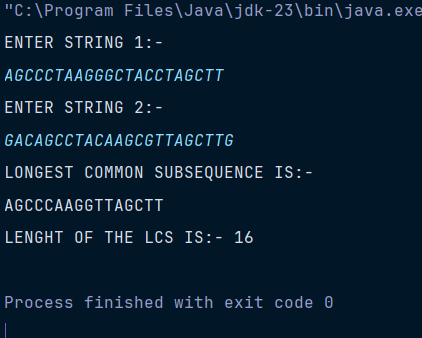 "C:\Program Files\Java\jdk-23\bin\java.exe
ENTER STRING 1:-
AGCCCTAAGGGCTACCTAGCTT
ENTER STRING 2:-
GACAGCCTACAAGCGTTAGCTTG
LONGEST COMMON SUBSEQUENCE IS:-
AGCCCAAGGTTAGCTT
LENGHT OF THE LCS IS:- 16
Process finished with exit code 0